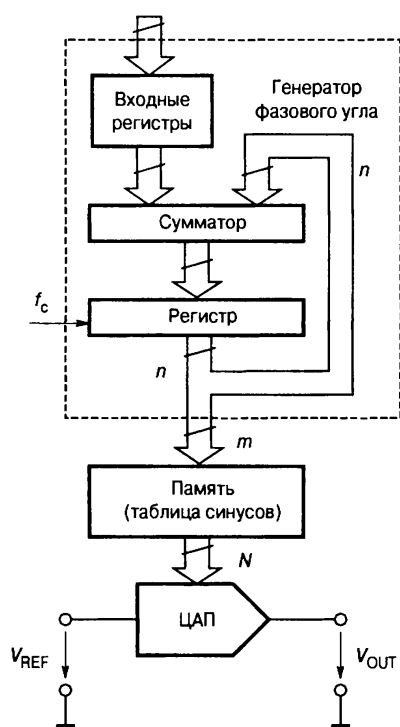 Входные
регистры
Генератор
фазового угла
n
Сумматор
f_c
Регистр
n
m
Память
(таблица синусов)
N
ЦАП
V_REF
V_OUT